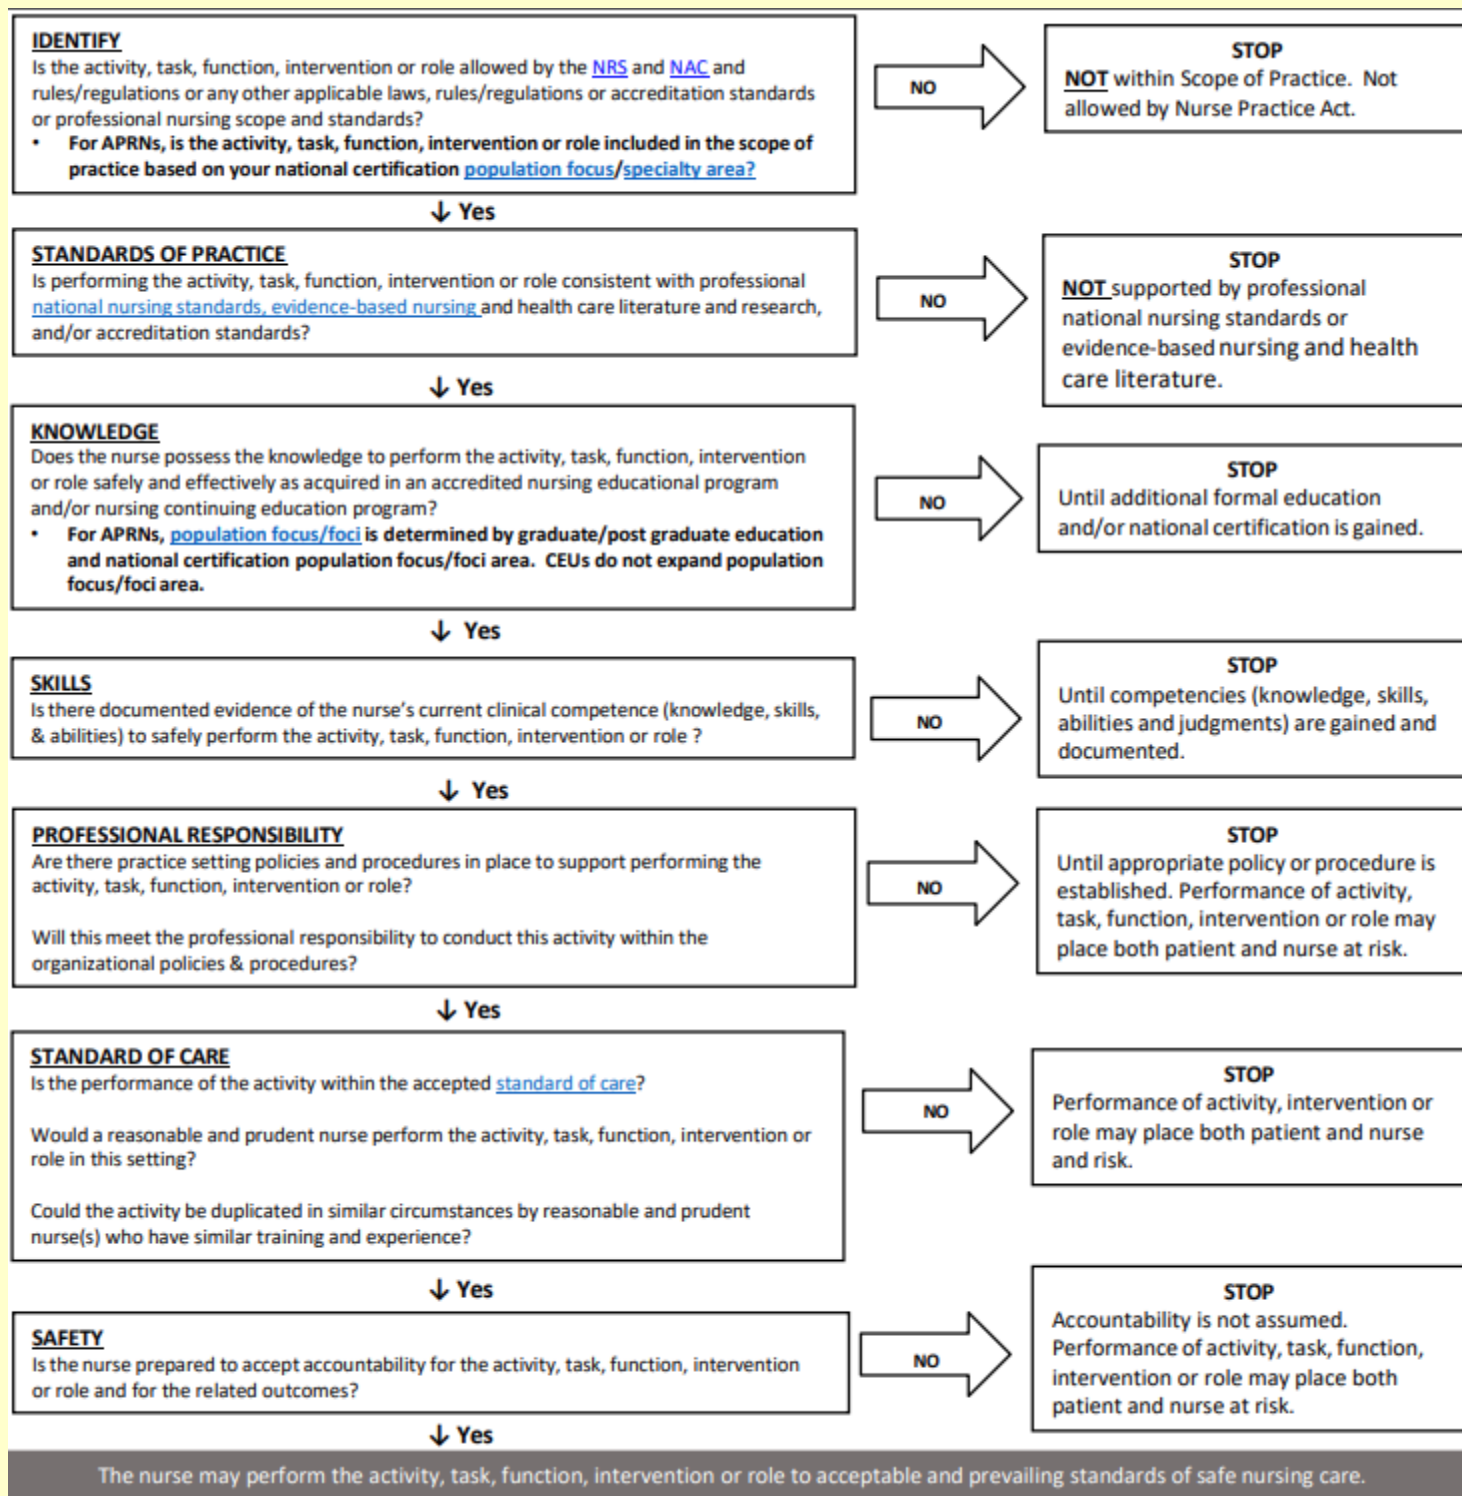 IDENTIFY
Is the activity, task, function, intervention or role allowed by the NRS and NAC and
rules/regulations or any other applicable laws, rules/regulations or accreditation standards
or professional nursing scope and standards?
• For APRNs, is the activity, task, function, intervention or role included in the scope of
practice based on your national certification population focus/specialty area?
NO
STOP
NOT within Scope of Practice. Not
allowed by Nurse Practice Act.
↓ Yes
STANDARDS OF PRACTICE
Is performing the activity, task, function, intervention or role consistent with professional
national nursing standards, evidence-based nursing and health care literature and research,
and/or accreditation standards?
NO
STOP
NOT supported by professional
national nursing standards or
evidence-based nursing and health
care literature.
↓ Yes
KNOWLEDGE
Does the nurse possess the knowledge to perform the activity, task, function, intervention
or role safely and effectively as acquired in an accredited nursing educational program
and/or nursing continuing education program?
• For APRNs, population focus/foci is determined by graduate/post graduate education
and national certification population focus/foci area. CEUs do not expand population
focus/foci area.
NO
STOP
Until additional formal education
and/or national certification is gained.
↓ Yes
SKILLS
Is there documented evidence of the nurse's current clinical competence (knowledge, skills,
& abilities) to safely perform the activity, task, function, intervention or role ?
NO
STOP
Until competencies (knowledge, skills,
abilities and judgments) are gained and
documented.
↓ Yes
PROFESSIONAL RESPONSIBILITY
Are there practice setting policies and procedures in place to support performing the
activity, task, function, intervention or role?
Will this meet the professional responsibility to conduct this activity within the
organizational policies & procedures?
NO
STOP
Until appropriate policy or procedure is
established. Performance of activity,
task, function, intervention or role may
place both patient and nurse at risk.
↓ Yes
STANDARD OF CARE
Is the performance of the activity within the accepted standard of care?
Would a reasonable and prudent nurse perform the activity, task, function, intervention or
role in this setting?
Could the activity be duplicated in similar circumstances by reasonable and prudent
nurse(s) who have similar training and experience?
NO
STOP
Performance of activity, intervention or
role may place both patient and nurse
and risk.
↓ Yes
SAFETY
Is the nurse prepared to accept accountability for the activity, task, function, intervention
or role and for the related outcomes?
NO
STOP
Accountability is not assumed.
Performance of activity, task, function,
intervention or role may place both
patient and nurse at risk.
↓ Yes
The nurse may perform the activity, task, function, intervention or role to acceptable and prevailing standards of safe nursing care.